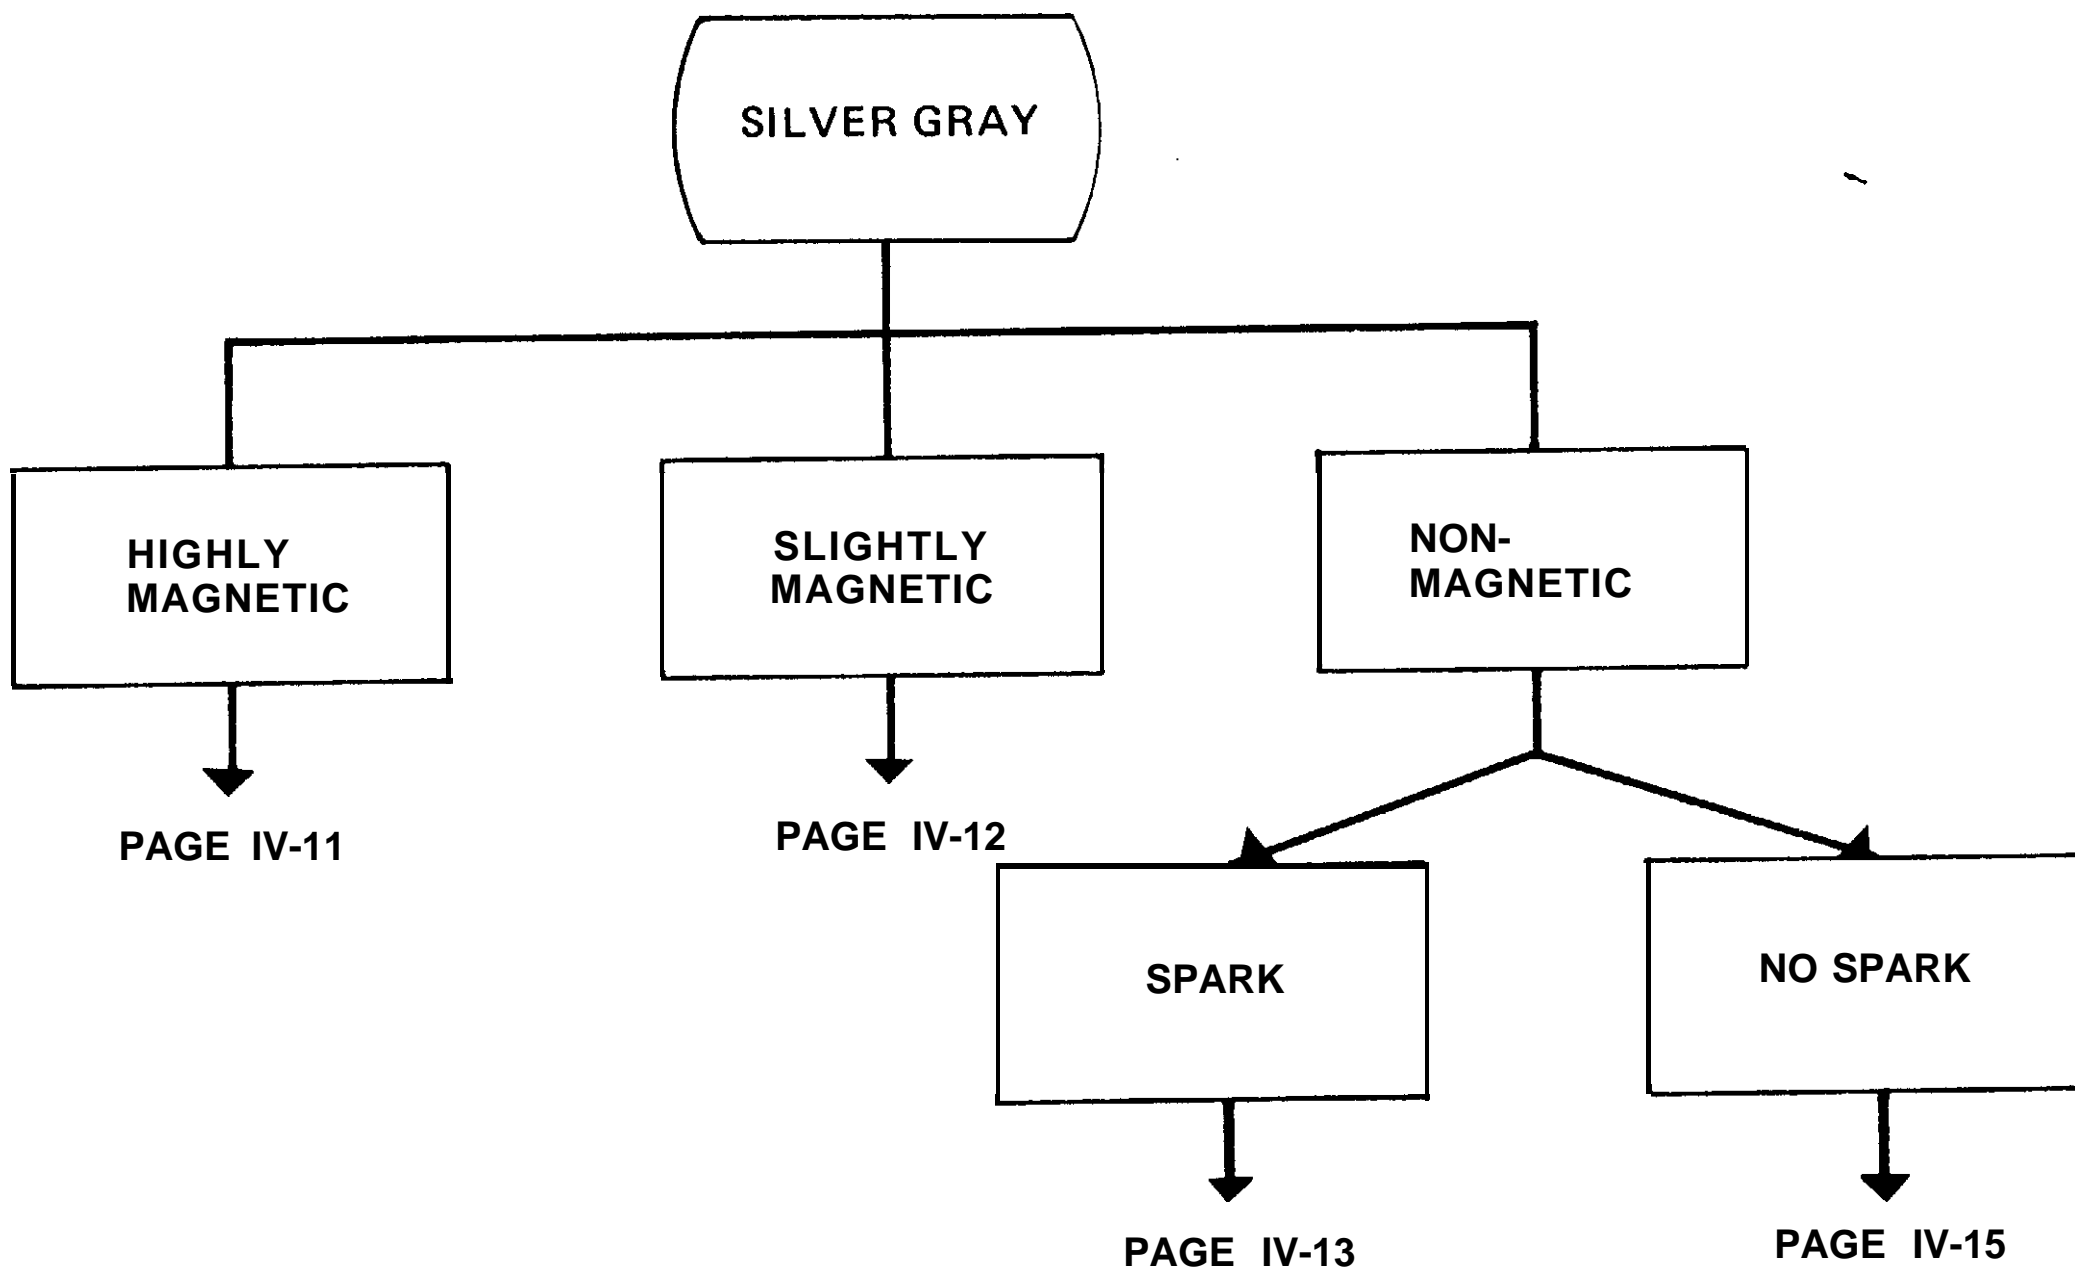 SILVER GRAY
HIGHLY
MAGNETIC
SLIGHTLY
MAGNETIC
NON-
MAGNETIC
PAGE IV-11
PAGE IV-12
SPARK
NO SPARK
PAGE IV-13
PAGE IV-15